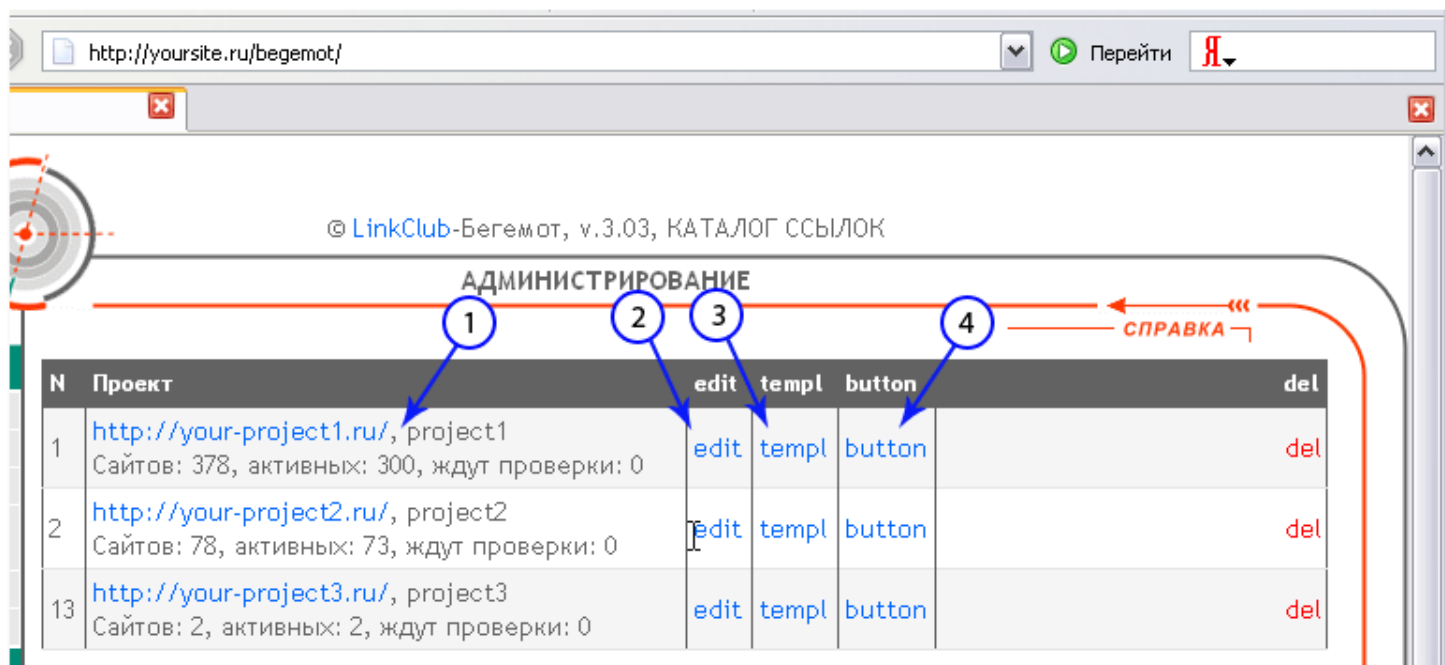 http://yoursite.ru/begemot/ Перейти Я
© LinkClub-Бегемот, v.3.03, КАТАЛОГ ССЫЛОК
АДМИНИСТРИРОВАНИЕ
1 2 3 4
СПРАВКА
N Проект edit templ button del
1 http://your-project1.ru/, project1 edit templ button del
Сайтов: 378, активных: 300, ждут проверки: 0
2 http://your-project2.ru/, project2 edit templ button del
Сайтов: 78, активных: 73, ждут проверки: 0
13 http://your-project3.ru/, project3 edit templ button del
Сайтов: 2, активных: 2, ждут проверки: 0